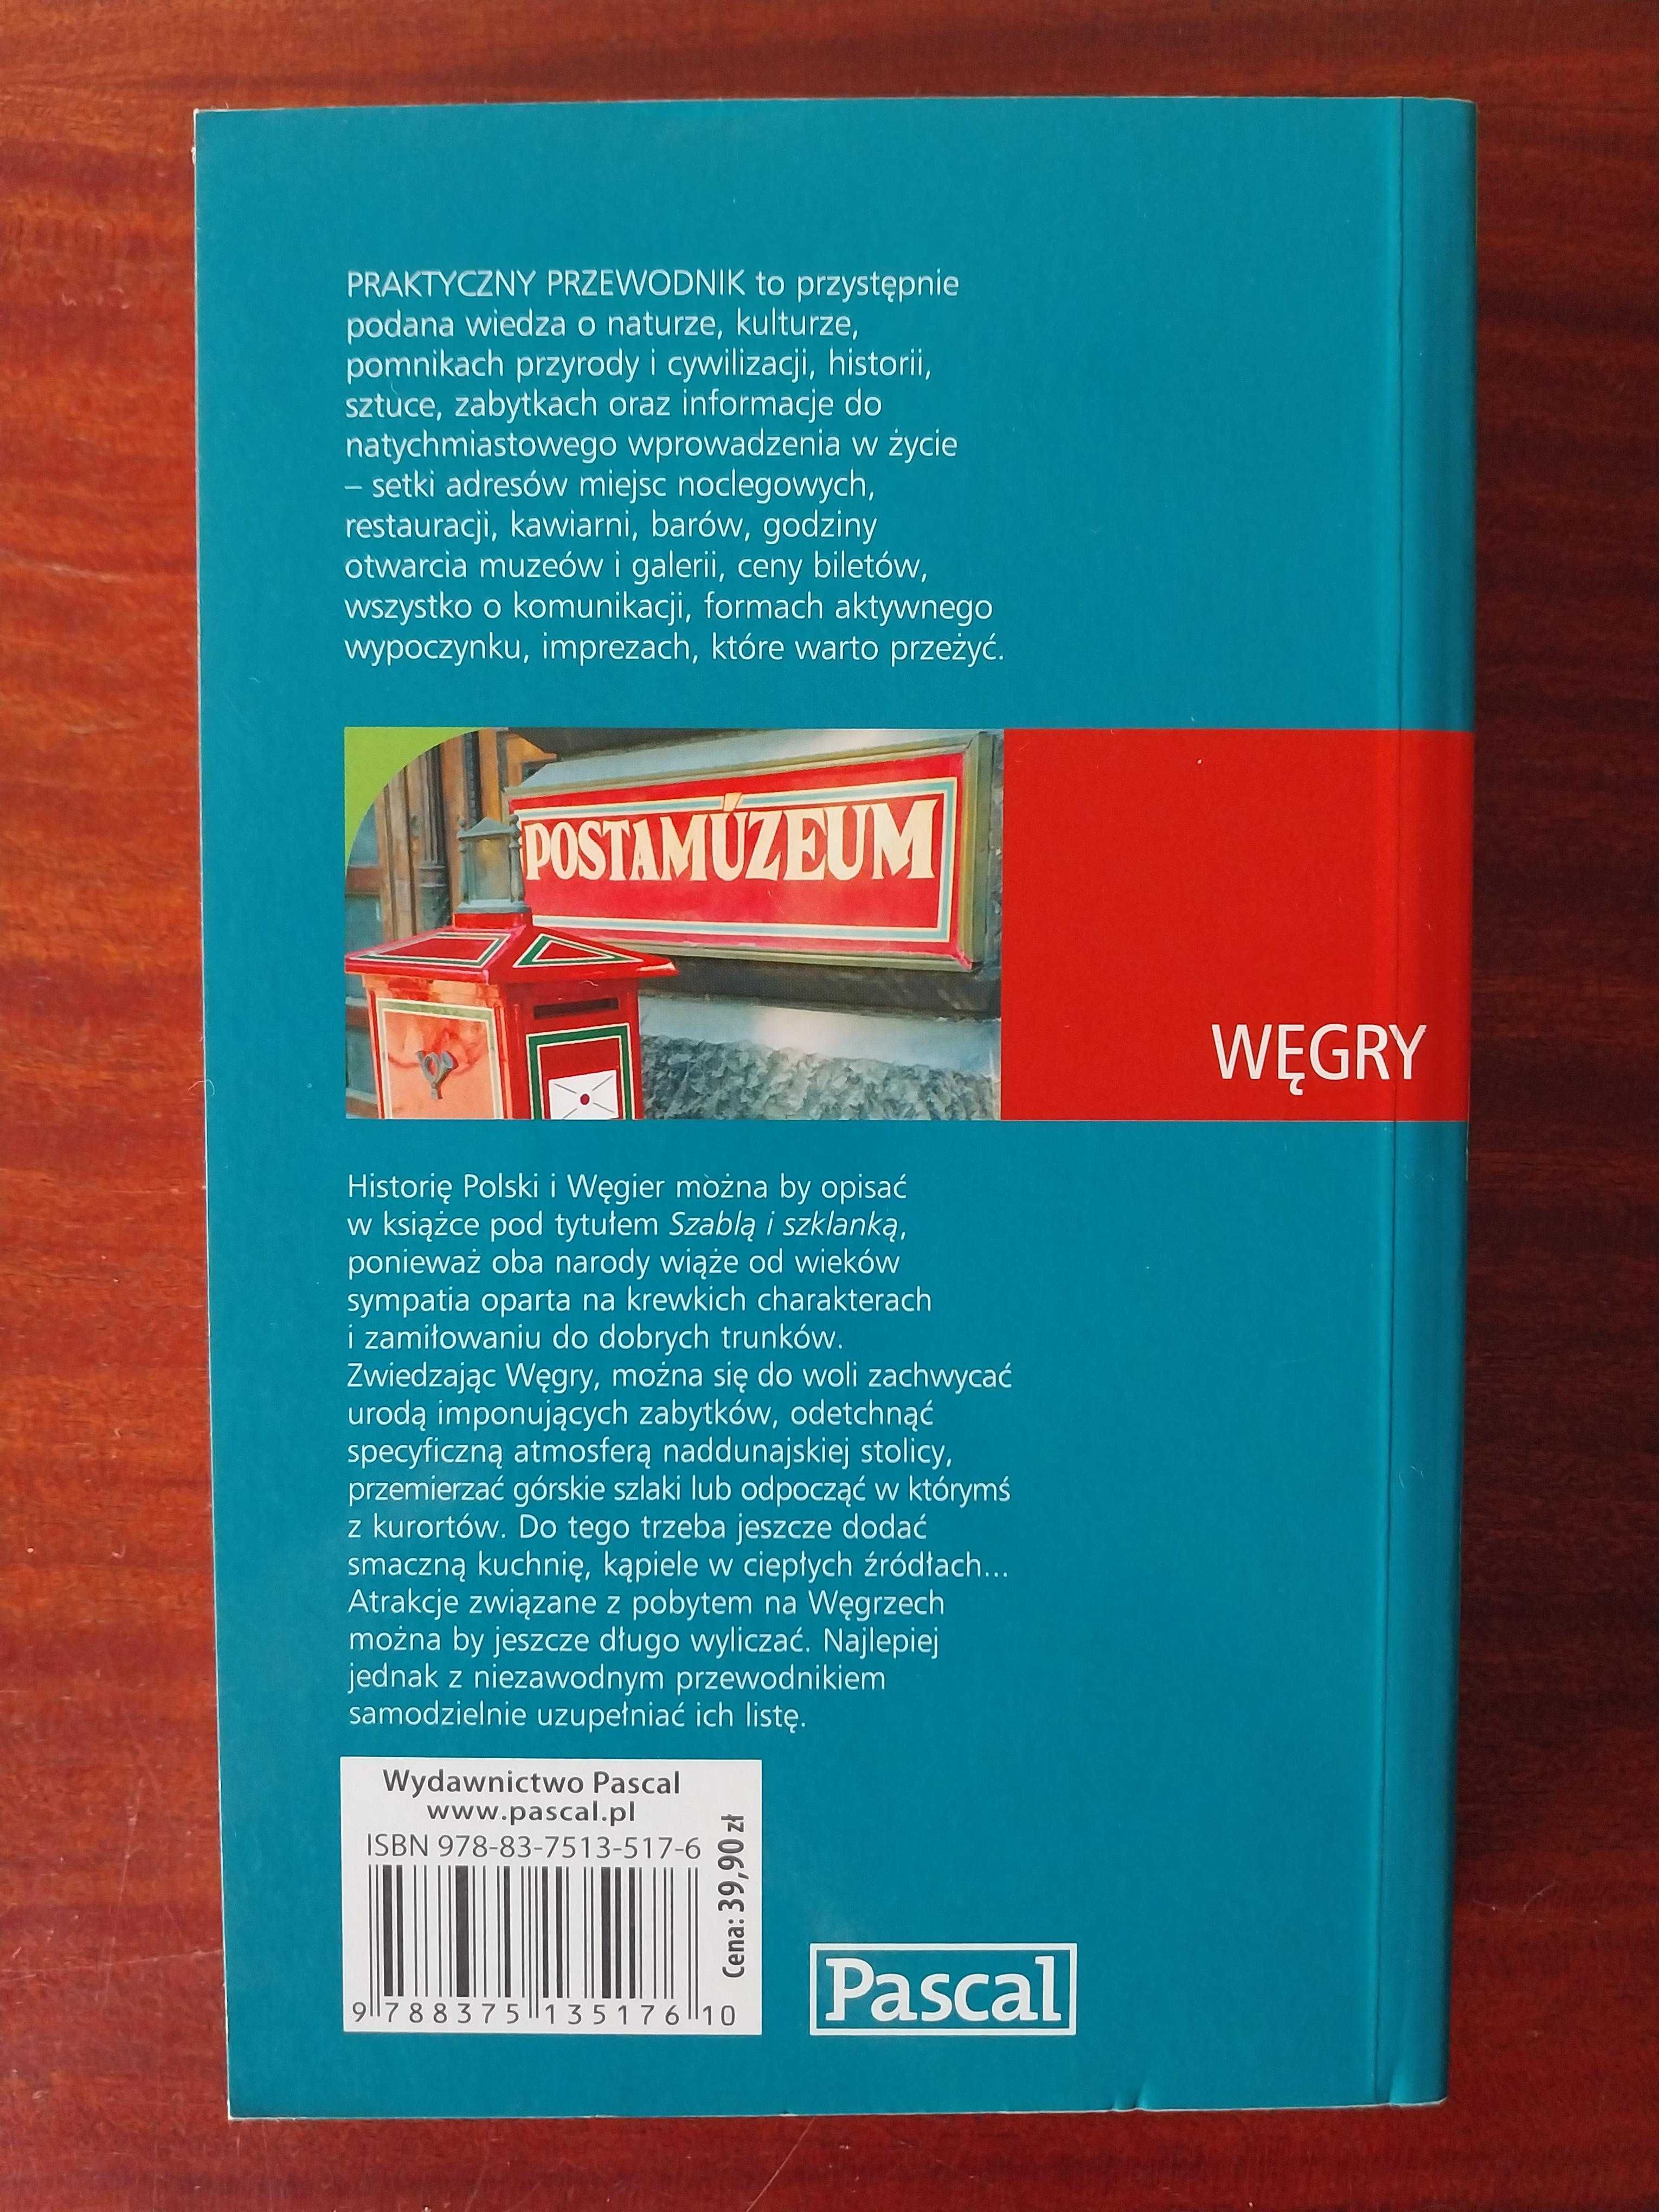 PRAKTYCZNY PRZEWODNIK to przystępnie
podana wiedza o naturze, kulturze,
pomnikach przyrody i cywilizacji, historii,
sztuce, zabytkach oraz informacje do
natychmiastowego wprowadzenia w życie
– setki adresów miejsc noclegowych,
restauracji, kawiarni, barów, godziny
otwarcia muzeów i galerii, ceny biletów,
wszystko o komunikacji, formach aktywnego
wypoczynku, imprezach, które warto przeżyć.
POSTAMÚZEUM
WĘGRY
Historię Polski i Węgier można by opisać
w książce pod tytułem Szablą i szklanką,
ponieważ oba narody wiąże od wieków
sympatia oparta na krewkich charakterach
i zamiłowaniu do dobrych trunków.
Zwiedzając Węgry, można się do woli zachwycać
urodą imponujących zabytków, odetchnąć
specyficzną atmosferą naddunajskiej stolicy,
przemierzać górskie szlaki lub odpocząć w którymś
z kurortów. Do tego trzeba jeszcze dodać
smaczną kuchnię, kąpiele w ciepłych źródłach...
Atrakcje związane z pobytem na Węgrzech
można by jeszcze długo wyliczać. Najlepiej
jednak z niezawodnym przewodnikiem
samodzielnie uzupełniać ich listę.
Wydawnictwo Pascal
www.pascal.pl
ISBN 978-83-7513-517-6
9 788375 135176 10
Cena: 39,90 zł
Pascal